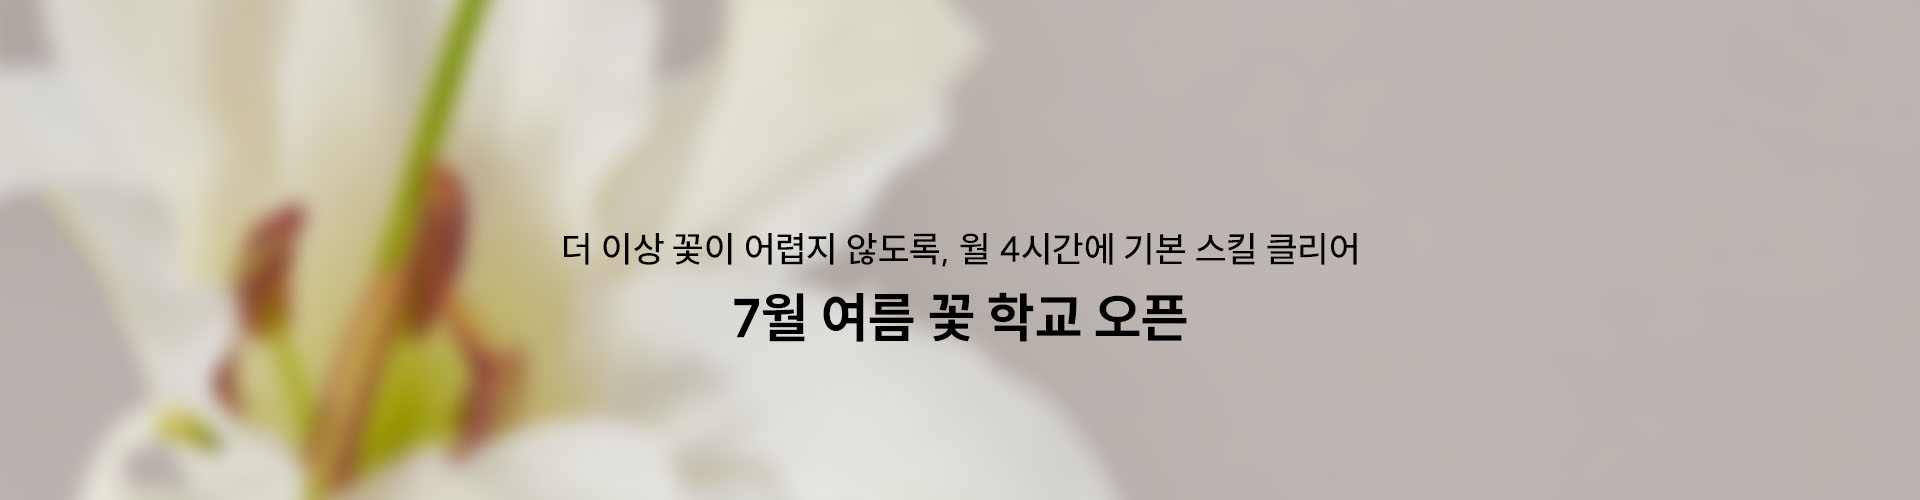 더 이상 꽃이 어렵지 않도록, 월 4시간에 기본 스킬 클리어
7월 여름 꽃 학교 오픈